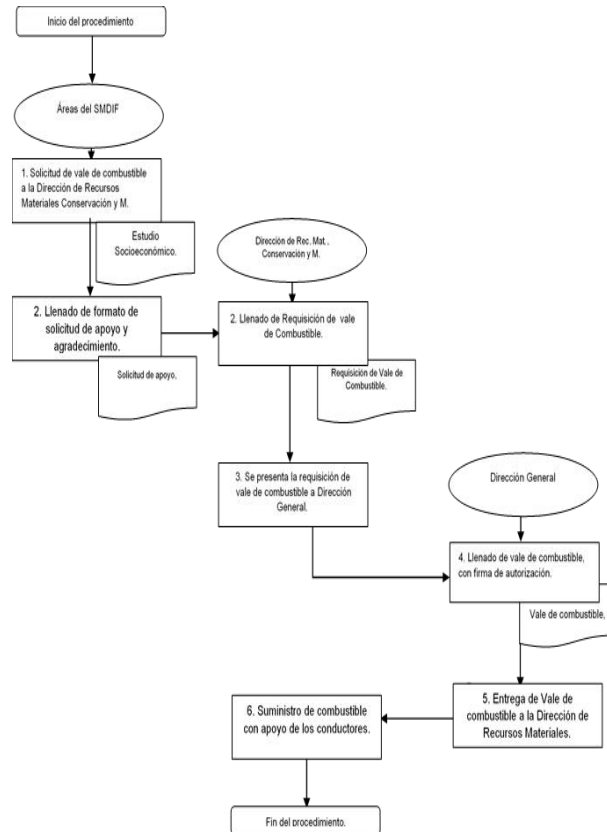 Inicio del procedimiento
Áreas del SMDIF
1. Solicitud de vale de combustible
a la Dirección de Recursos
Materiales Conservación y M.
Estudio
Socioeconómico.
Dirección de Rec. Mat. ,
Conservación y M.
2. Llenado de formato de
solicitud de apoyo y
agradecimiento.
Solicitud de apoyo,
2. Llenado de Requisición de vale
de Combustible.
Requisición de Vale de
Combustible,
3. Se presenta la requisición de
vale de combustible a Dirección
General.
Dirección General
4. Llenado de vale de combustible,
con firma de autorización.
Vale de combustible,
5. Entrega de Vale de
combustible a la Dirección de
Recursos Materiales.
6. Suministro de combustible
con apoyo de los conductores.
Fin del procedimiento.